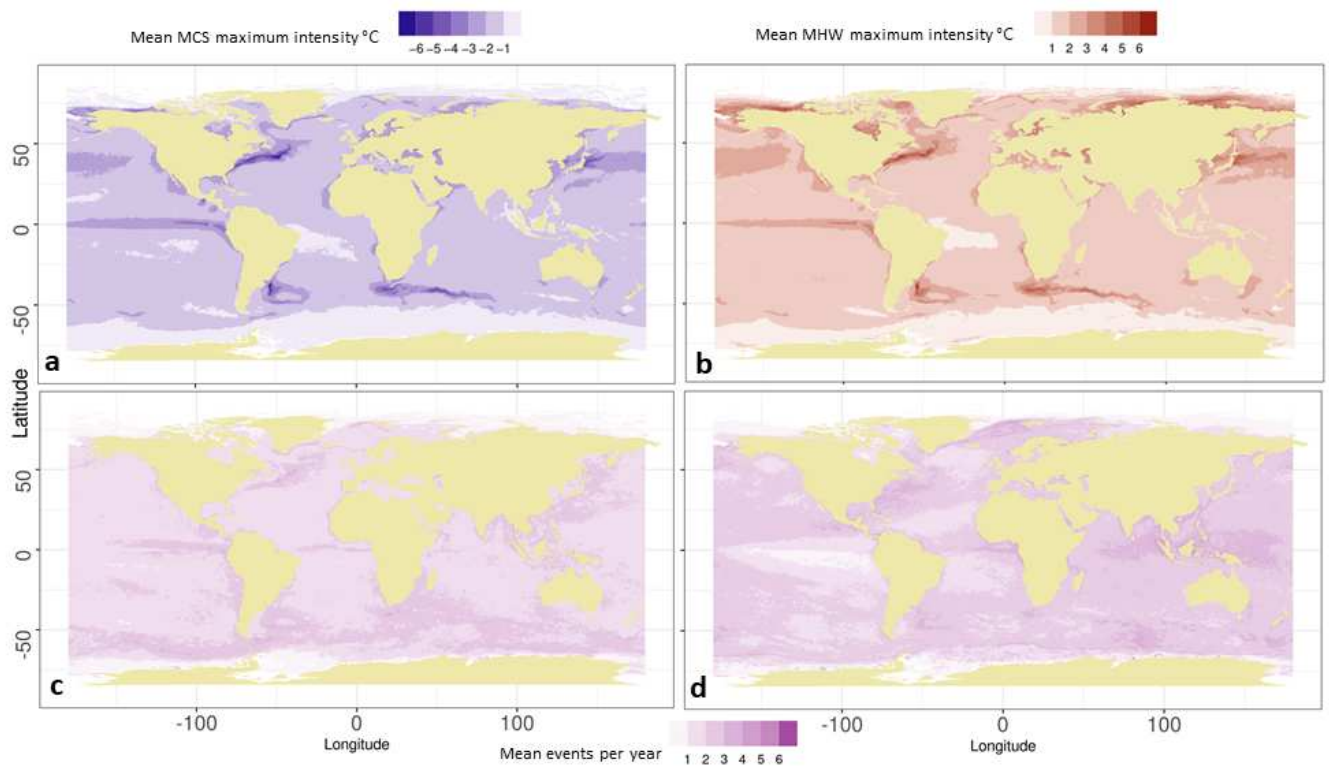 Mean MCS maximum intensity °C
−6 −5 −4 −3 −2 −1
Mean MHW maximum intensity °C
1 2 3 4 5 6
50
0
-50
a
b
Latitude
50
0
-50
c
d
-100 0 100
-100 0 100
Longitude
Longitude
Mean events per year
1 2 3 4 5 6